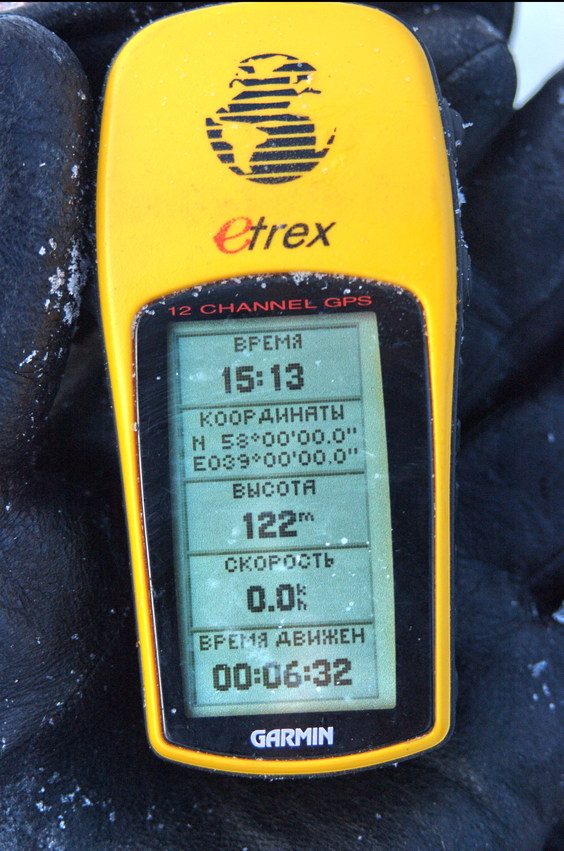 etrex
12 CHANNEL GPS
ВРЕМЯ
15:13
КООРДИНАТЫ
N 58°00'00.0"
E039°00'00.0"
ВЫСОТА
122m
СКОРОСТЬ
0.0 k/h
ВРЕМЯ ДВИЖЕН
00:06:32
GARMIN